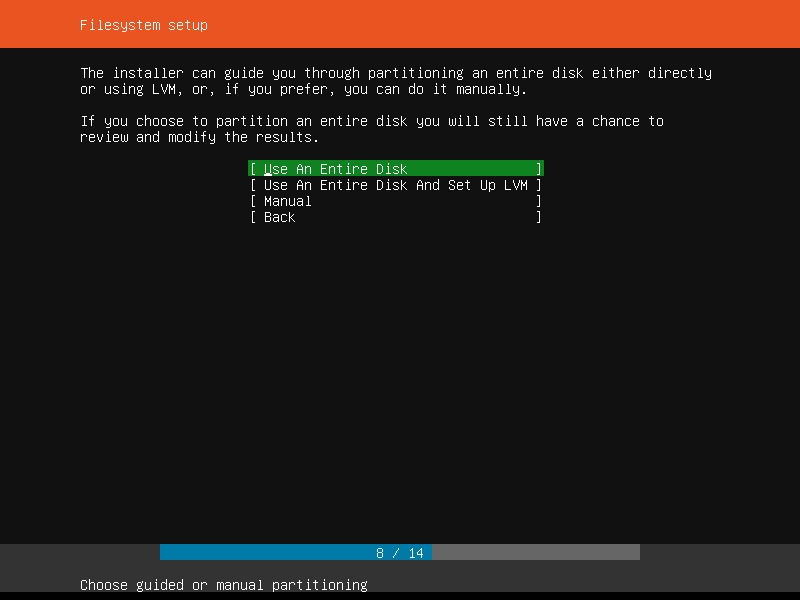 Filesystem setup
The installer can guide you through partitioning an entire disk either directly
or using LVM, or, if you prefer, you can do it manually.
If you choose to partition an entire disk you will still have a chance to
review and modify the results.
[ Use An Entire Disk ]
[ Use An Entire Disk And Set Up LVM ]
[ Manual ]
[ Back ]
8 / 14
Choose guided or manual partitioning